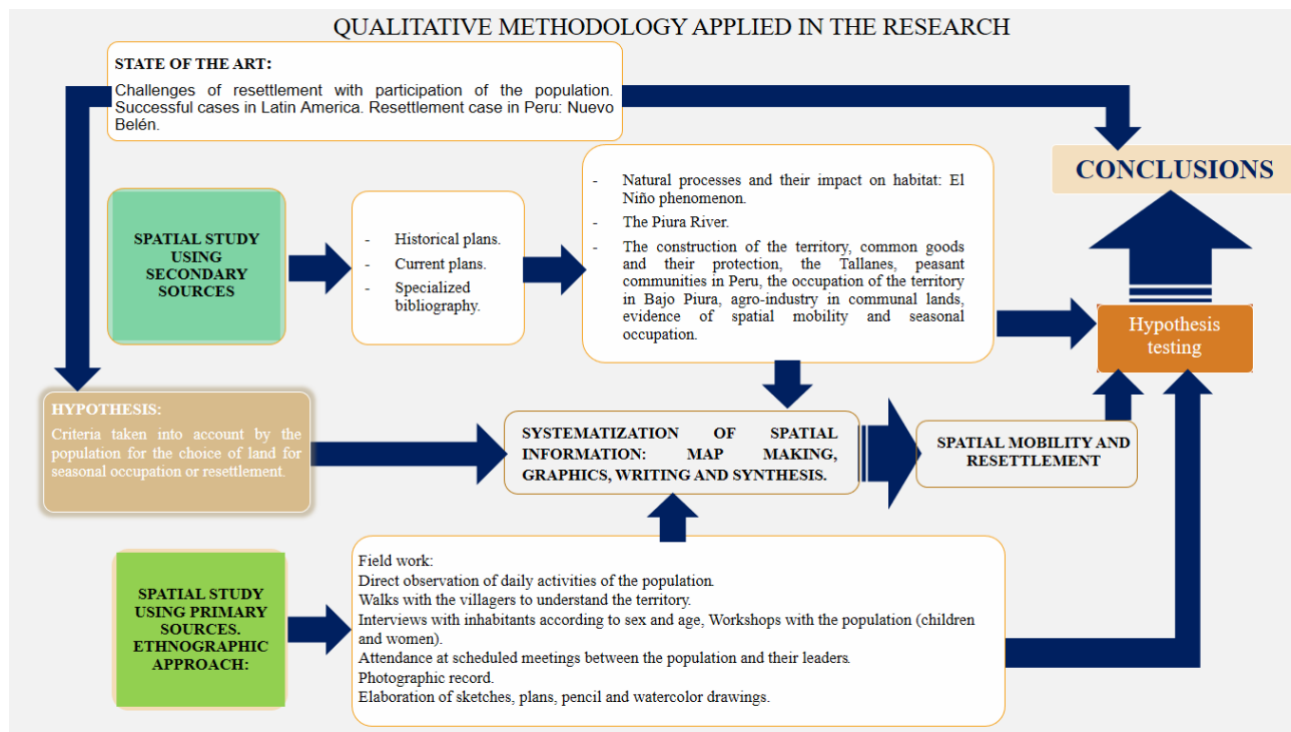 QUALITATIVE METHODOLOGY APPLIED IN THE RESEARCH
STATE OF THE ART:
Challenges of resettlement with participation of the population.
Successful cases in Latin America. Resettlement case in Peru: Nuevo
Belén.
CONCLUSIONS
SPATIAL STUDY
USING
SECONDARY
SOURCES
- Historical plans.
- Current plans.
- Specialized
bibliography.
- Natural processes and their impact on habitat: El
Niño phenomenon.
- The Piura River.
- The construction of the territory, common goods
and their protection, the Tallanes, peasant
communities in Peru, the occupation of the territory
in Bajo Piura, agro-industry in communal lands,
evidence of spatial mobility and seasonal
occupation.
Hypothesis
testing
HYPOTHESIS:
Criteria taken into account by the
population for the choice of land for
seasonal occupation or resettlement.
SYSTEMATIZATION OF SPATIAL
INFORMATION: MAP MAKING,
GRAPHICS, WRITING AND SYNTHESIS.
SPATIAL MOBILITY AND
RESETTLEMENT
SPATIAL STUDY
USING PRIMARY
SOURCES.
ETHNOGRAPHIC
APPROACH:
Field work:
Direct observation of daily activities of the population.
Walks with the villagers to understand the territory.
Interviews with inhabitants according to sex and age, Workshops with the population (children
and women).
Attendance at scheduled meetings between the population and their leaders.
Photographic record.
Elaboration of sketches, plans, pencil and watercolor drawings.